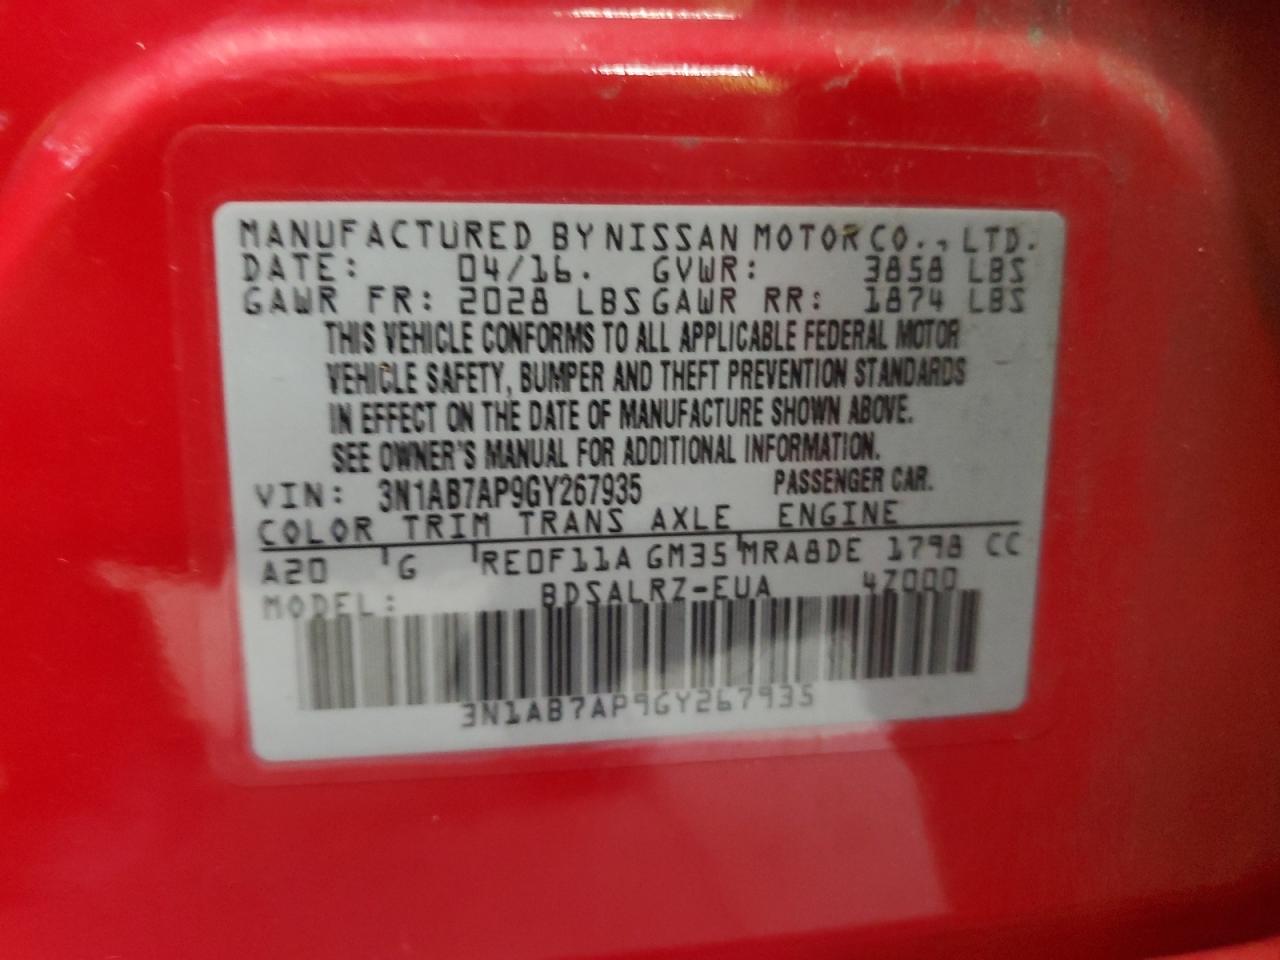 MANUFACTURED BY NISSAN MOTOR CO., LTD.
DATE: 04/16. GVWR: 3858 LBS
GAWR FR: 2028 LBS GAWR RR: 1874 LBS
THIS VEHICLE CONFORMS TO ALL APPLICABLE FEDERAL MOTOR
VEHICLE SAFETY, BUMPER AND THEFT PREVENTION STANDARDS
IN EFFECT ON THE DATE OF MANUFACTURE SHOWN ABOVE.
SEE OWNER'S MANUAL FOR ADDITIONAL INFORMATION.
VIN: 3N1AB7AP9GY267935 PASSENGER CAR.
COLOR TRIM TRANS AXLE ENGINE
A20 G RE0F11A GM35 MRA8DE 1798 CC
MODEL: BDSALRZ-EUA 4Z000
3N1AB7AP9GY267935